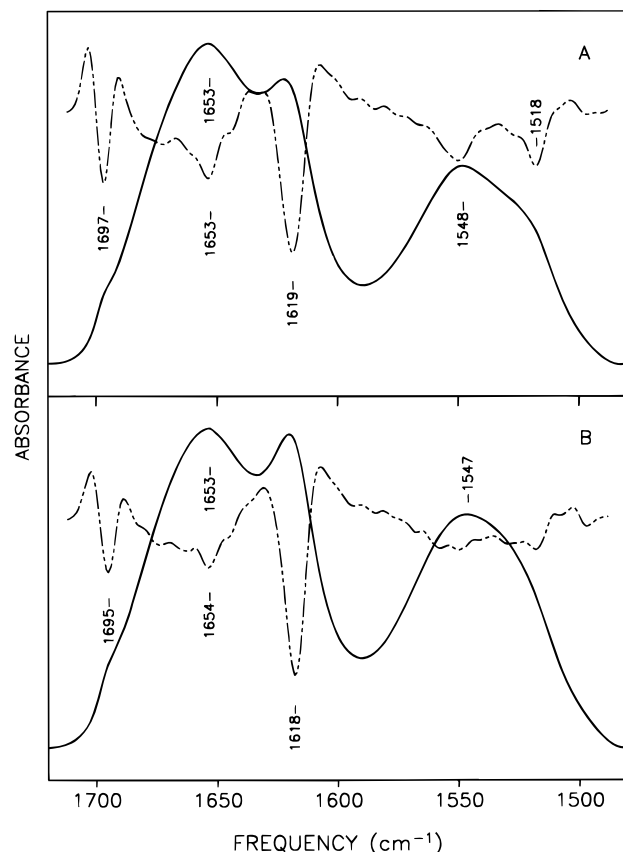 A
1653-
-1518
1697-
1653-
1548-
1619-
ABSORBANCE
B
1653-
-1547
1695-
1654-
1618-
1700 1650 1600 1550 1500
FREQUENCY (cm⁻¹)